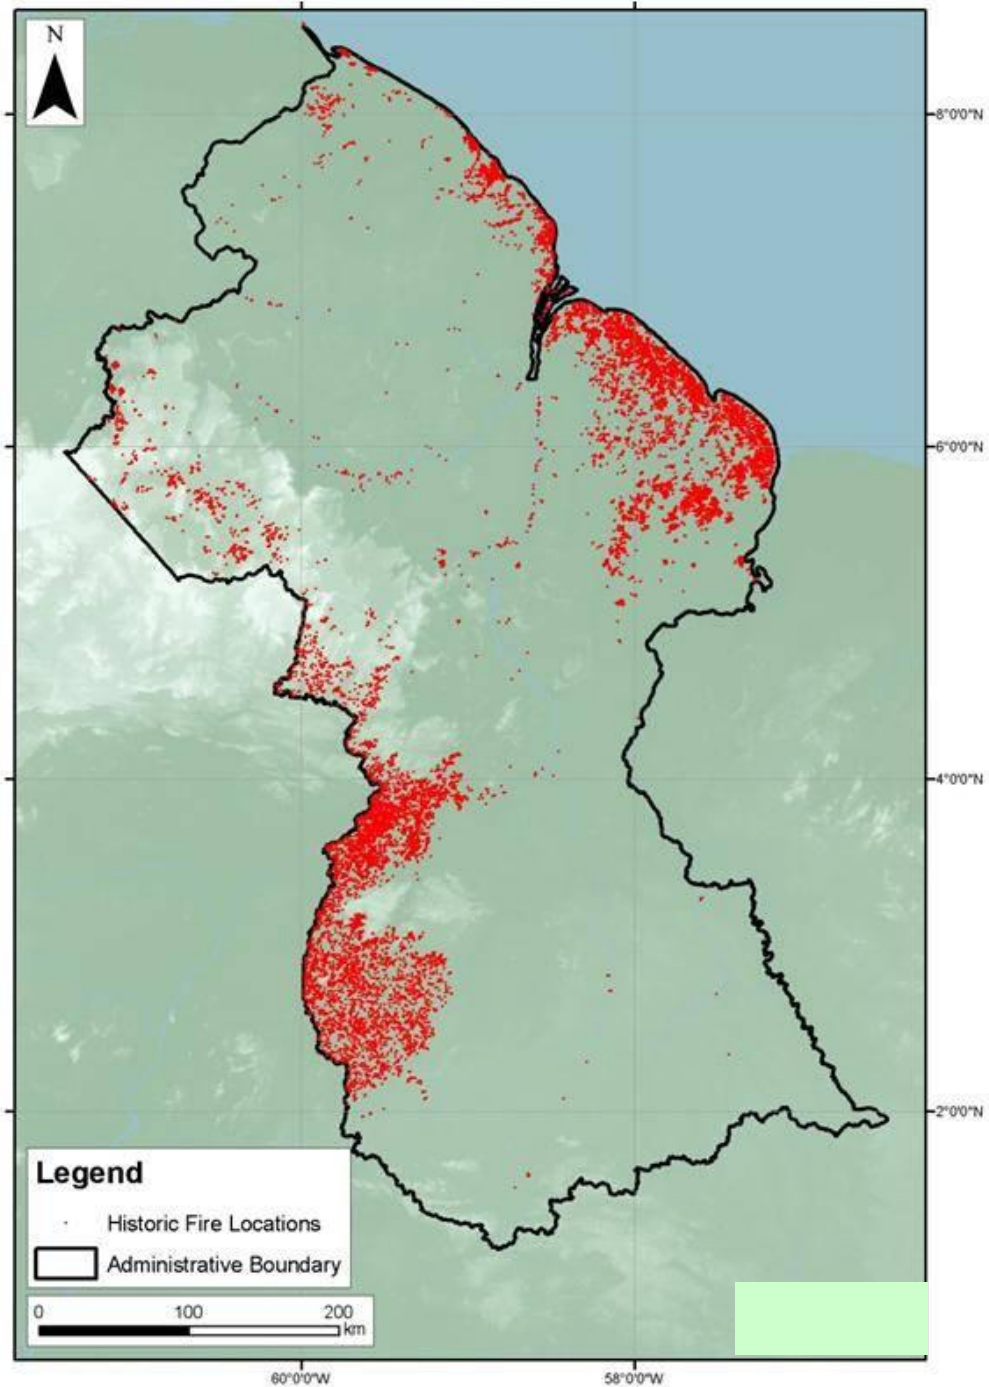 N
8°0'0"N
6°0'0"N
4°0'0"N
2°0'0"N
Legend
Historic Fire Locations
Administrative Boundary
0 100 200
km
60°0'0"W 58°0'0"W